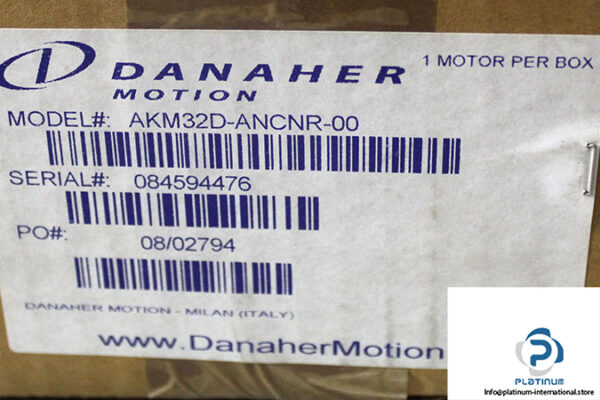 DANAHER
MOTION
1 MOTOR PER BOX
MODEL#: AKM32D-ANCNR-00
SERIAL#: 084594476
PO#: 08/02794
DANAHER MOTION - MILAN (ITALY)
www.DanaherMotion
PLATINUM
info@platinum-international.store